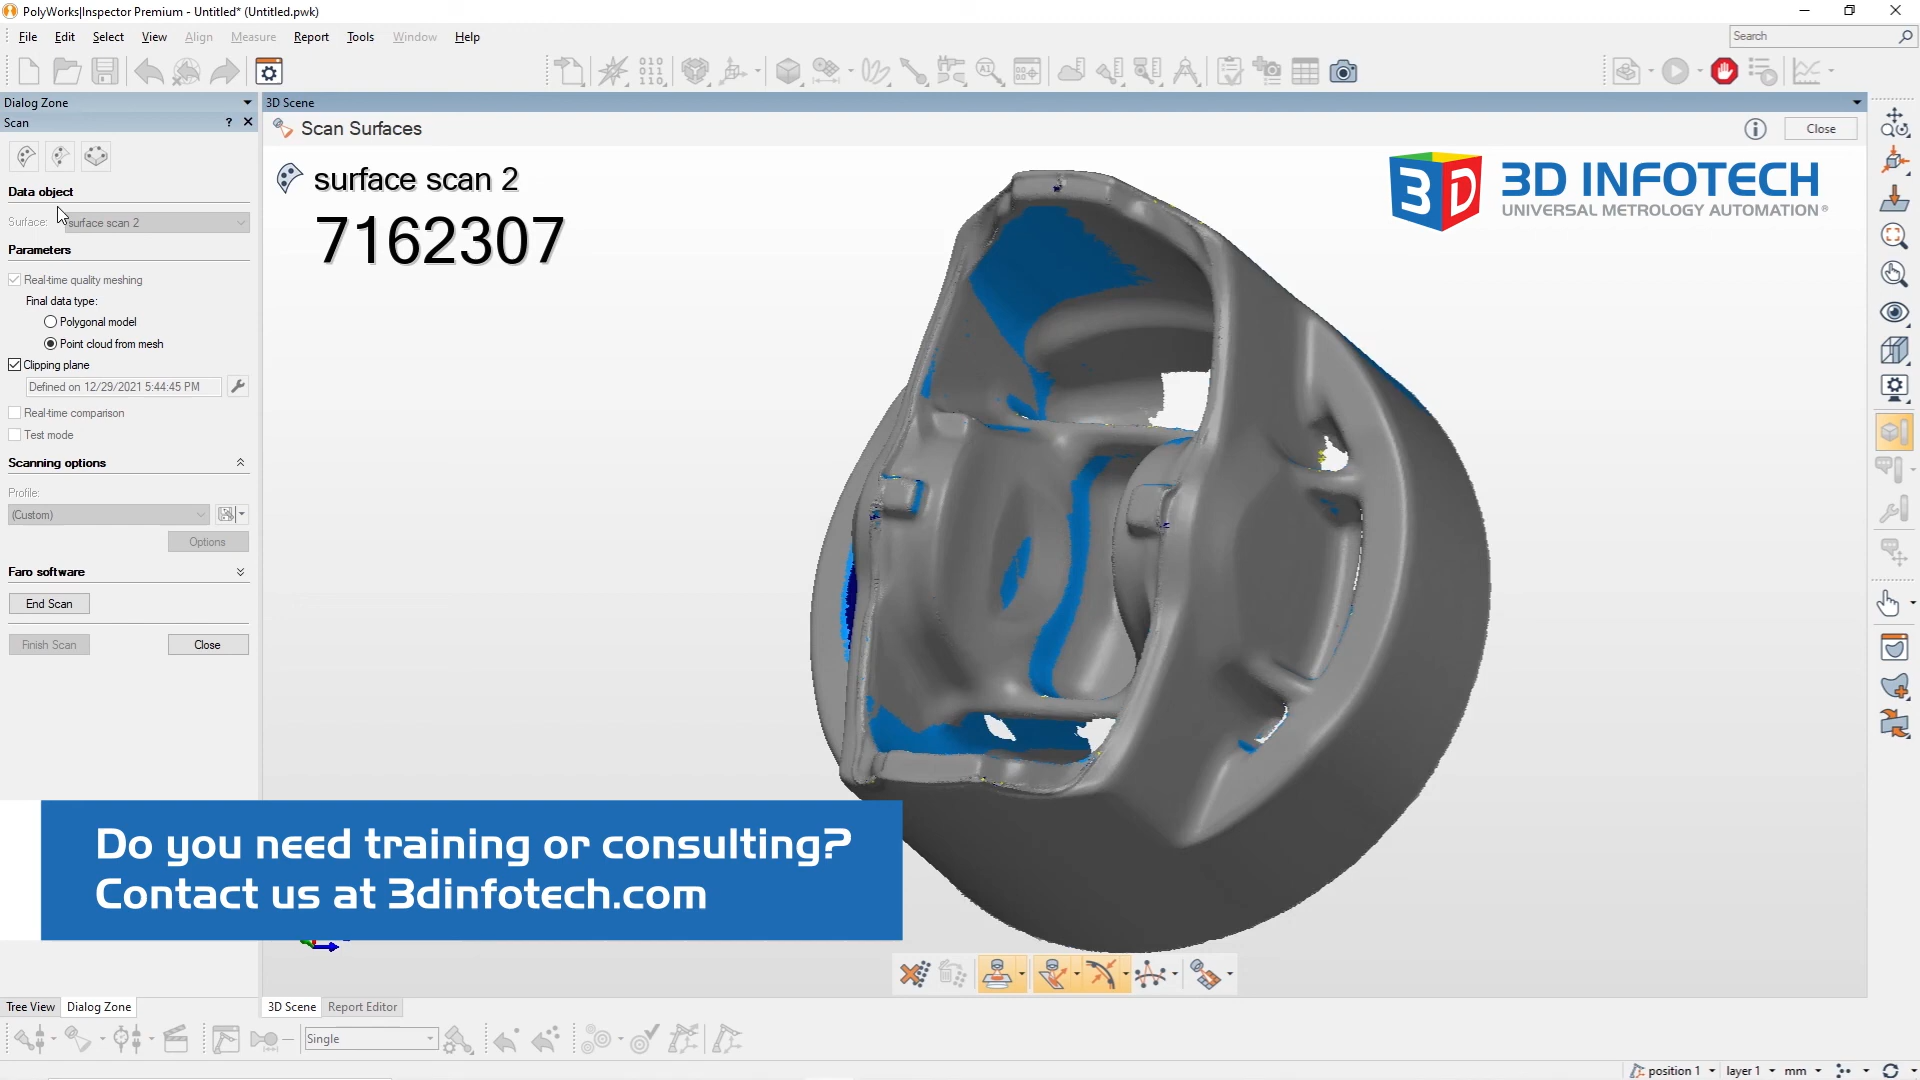 PolyWorks|Inspector Premium - Untitled* (Untitled.pwk)
File Edit Select View Align Measure Report Tools Window Help
Search
Dialog Zone
3D Scene
Scan
?
Scan Surfaces
Close
surface scan 2
7162307
3D
3D INFOTECH
UNIVERSAL METROLOGY AUTOMATION®
Data object
Surface: surface scan 2
Parameters
Real-time quality meshing
Final data type:
Polygonal model
Point cloud from mesh
Clipping plane
Defined on 12/29/2021 5:44:45 PM
Real-time comparison
Test mode
Scanning options
Profile:
(Custom)
Options
Faro software
End Scan
Finish Scan
Close
Do you need training or consulting?
Contact us at 3dinfotech.com
Tree View
Dialog Zone
3D Scene
Report Editor
Single
position 1
layer 1
mm